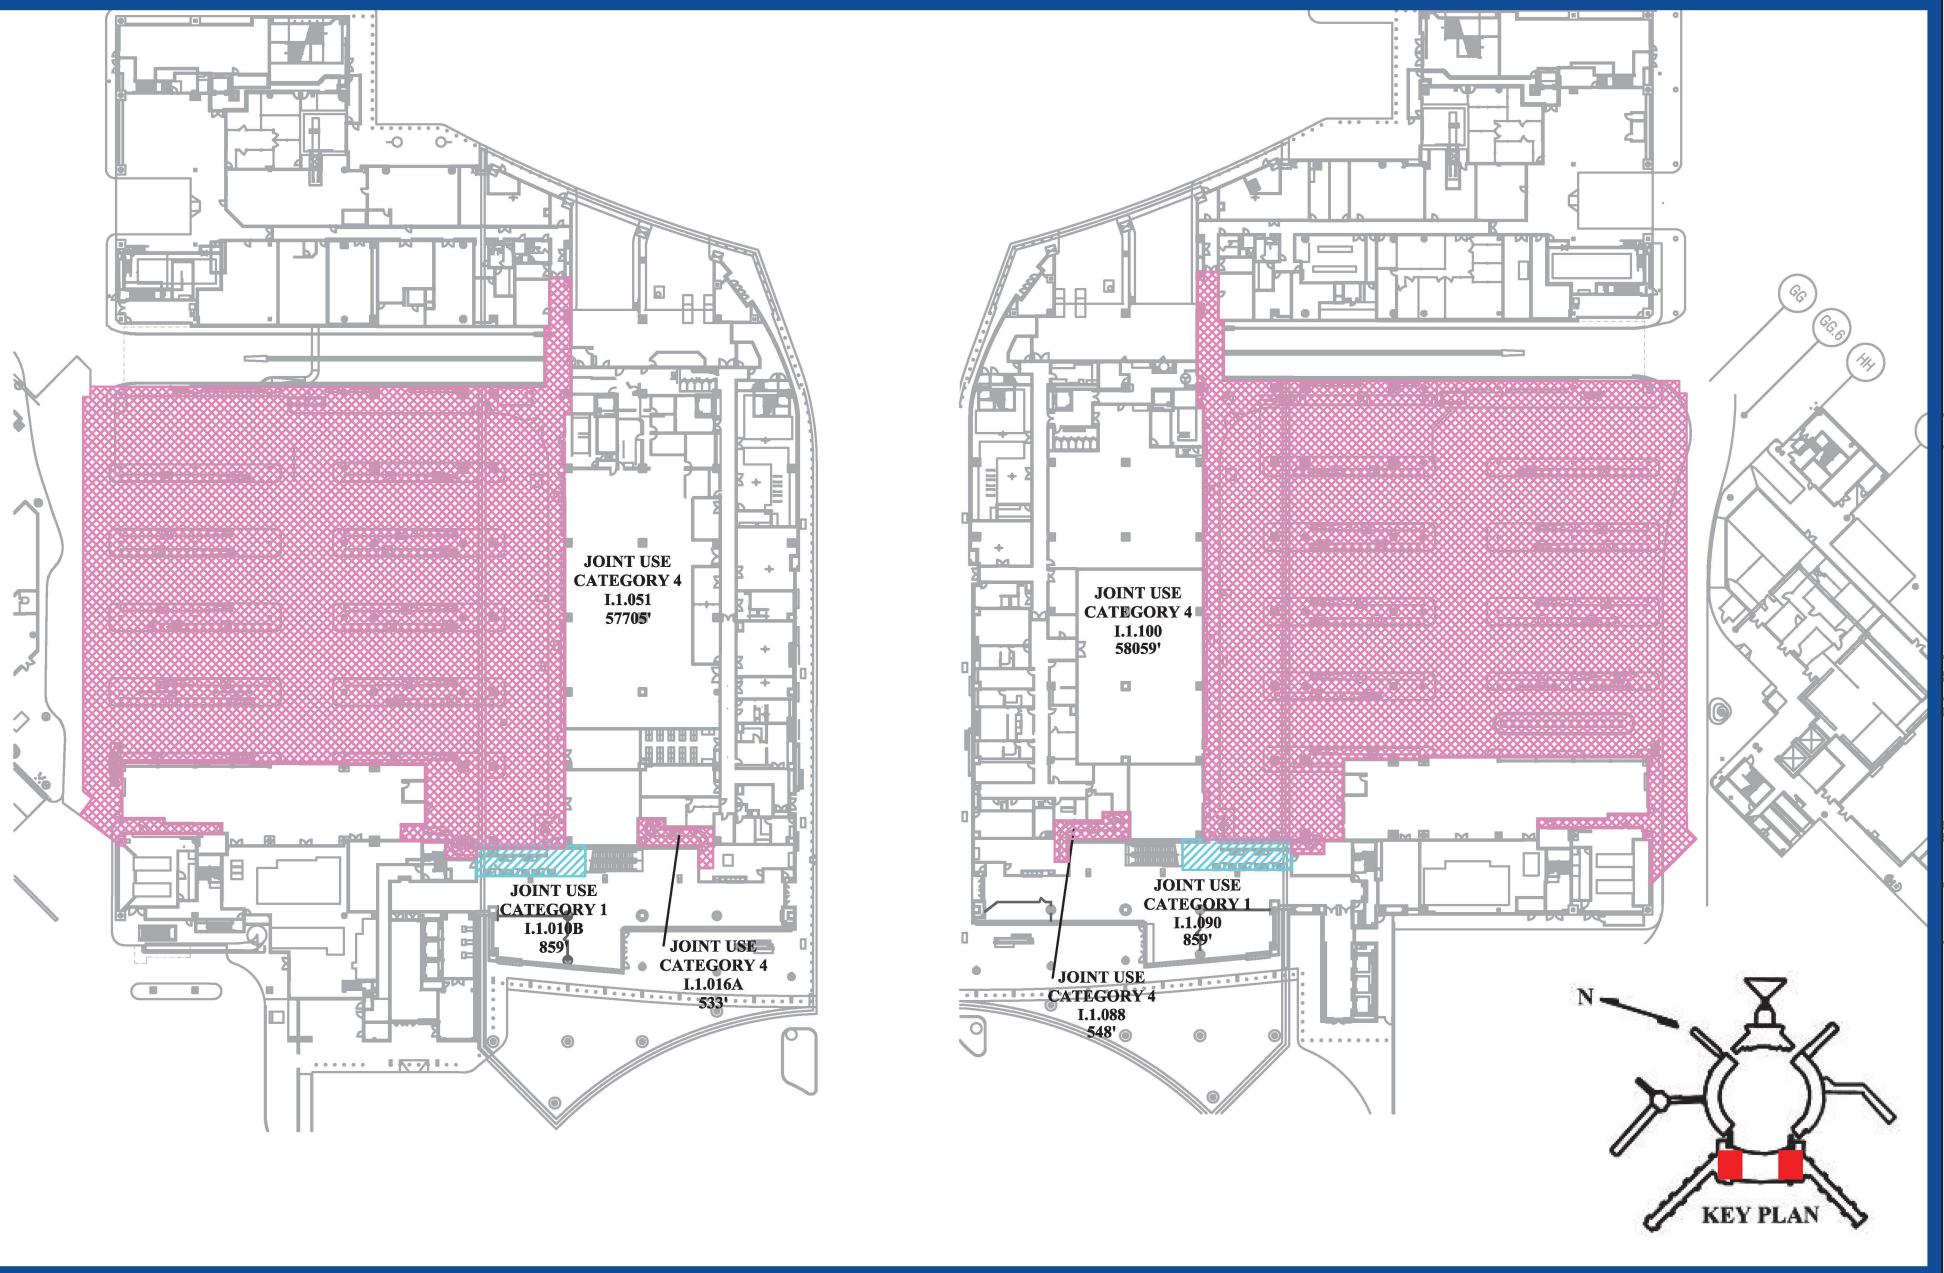 GG
GG.6
HH
JOINT USE
CATEGORY 4
I.1.051
57705'
JOINT USE
CATEGORY 4
I.1.100
58059'
JOINT USE
CATEGORY 1
I.1.010B
859'
JOINT USE
CATEGORY 4
I.1.016A
533'
JOINT USE
CATEGORY 1
I.1.090
859'
JOINT USE
CATEGORY 4
I.1.088
548'
N
KEY PLAN